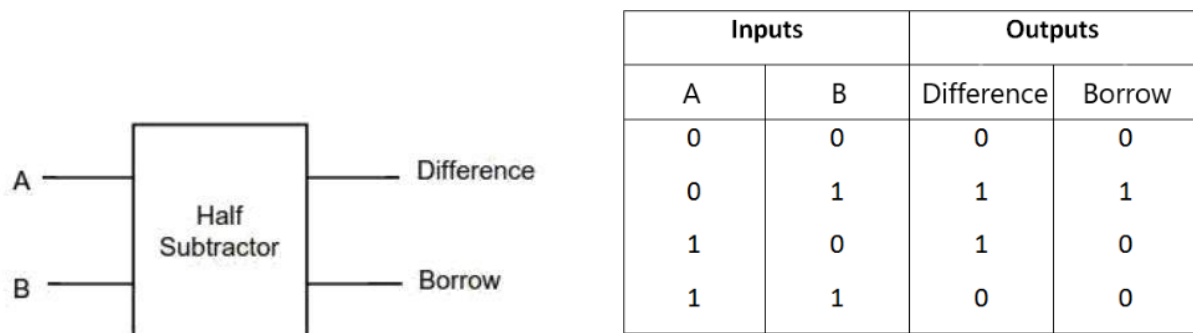 A
B
Half
Subtractor
Difference
Borrow
Inputs Outputs
A B Difference Borrow
0 0 0 0
0 1 1 1
1 0 1 0
1 1 0 0